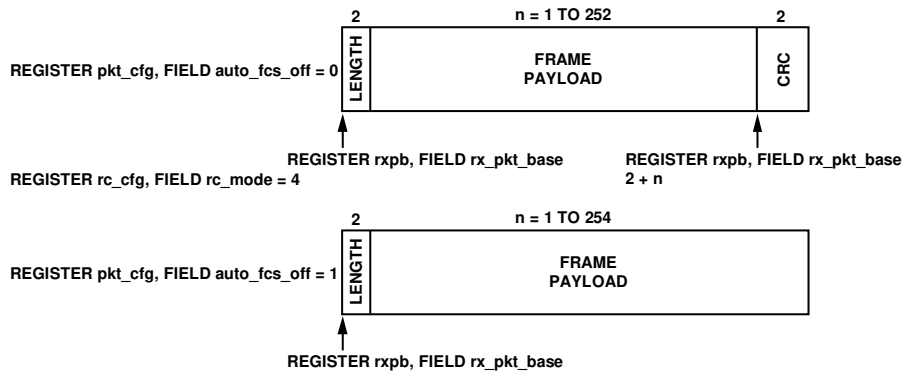 2
n = 1 TO 252
2
REGISTER pkt_cfg, FIELD auto_fcs_off = 0
LENGTH
FRAME
PAYLOAD
CRC
REGISTER rxpb, FIELD rx_pkt_base
REGISTER rxpb, FIELD rx_pkt_base
2 + n
REGISTER rc_cfg, FIELD rc_mode = 4
2
n = 1 TO 254
REGISTER pkt_cfg, FIELD auto_fcs_off = 1
LENGTH
FRAME
PAYLOAD
REGISTER rxpb, FIELD rx_pkt_base